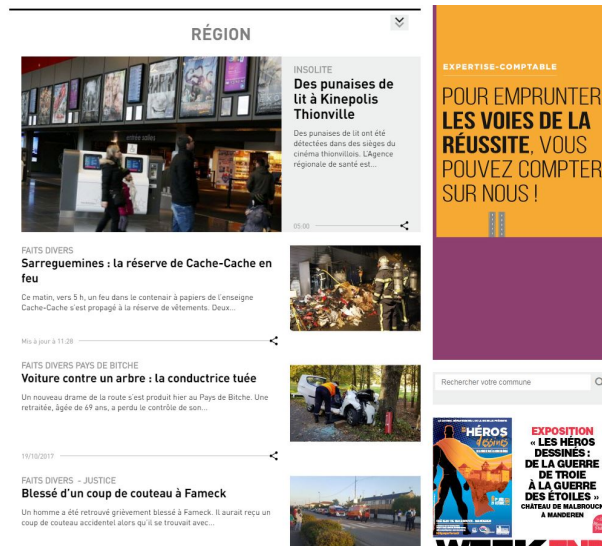 RÉGION
INSOLITE
Des punaises de
lit à Kinepolis
Thionville
Des punaises de lit ont été
détectées dans des sièges du
cinéma thionvillois. L'Agence
régionale de santé est...
05:00
FAITS DIVERS
Sarreguemines : la réserve de Cache-Cache en
feu
Ce matin, vers 5 h, un feu dans le contenair à papiers de l'enseigne
Cache-Cache s'est propagé à la réserve de vêtements. Deux...
Mis à jour à 11:28
FAITS DIVERS PAYS DE BITCHE
Voiture contre un arbre : la conductrice tuée
Un nouveau drame de la route s'est produit hier au Pays de Bitche. Une
retraitée, âgée de 69 ans, a perdu le contrôle de son...
19/10/2017
FAITS DIVERS - JUSTICE
Blessé d'un coup de couteau à Fameck
Un homme a été retrouvé grièvement blessé à Fameck. Il aurait reçu un
coup de couteau accidentel alors qu'il se trouvait avec...
EXPERTISE-COMPTABLE
POUR EMPRUNTER
LES VOIES DE LA
RÉUSSITE, VOUS
POUVEZ COMPTER
SUR NOUS !
Rechercher votre commune
HÉROS
dessinés
EXPOSITION
« LES HÉROS
DESSINÉS :
DE LA GUERRE
DE TROIE
À LA GUERRE
DES ÉTOILES »
CHÂTEAU DE MALBROUCK
À MANDEREN